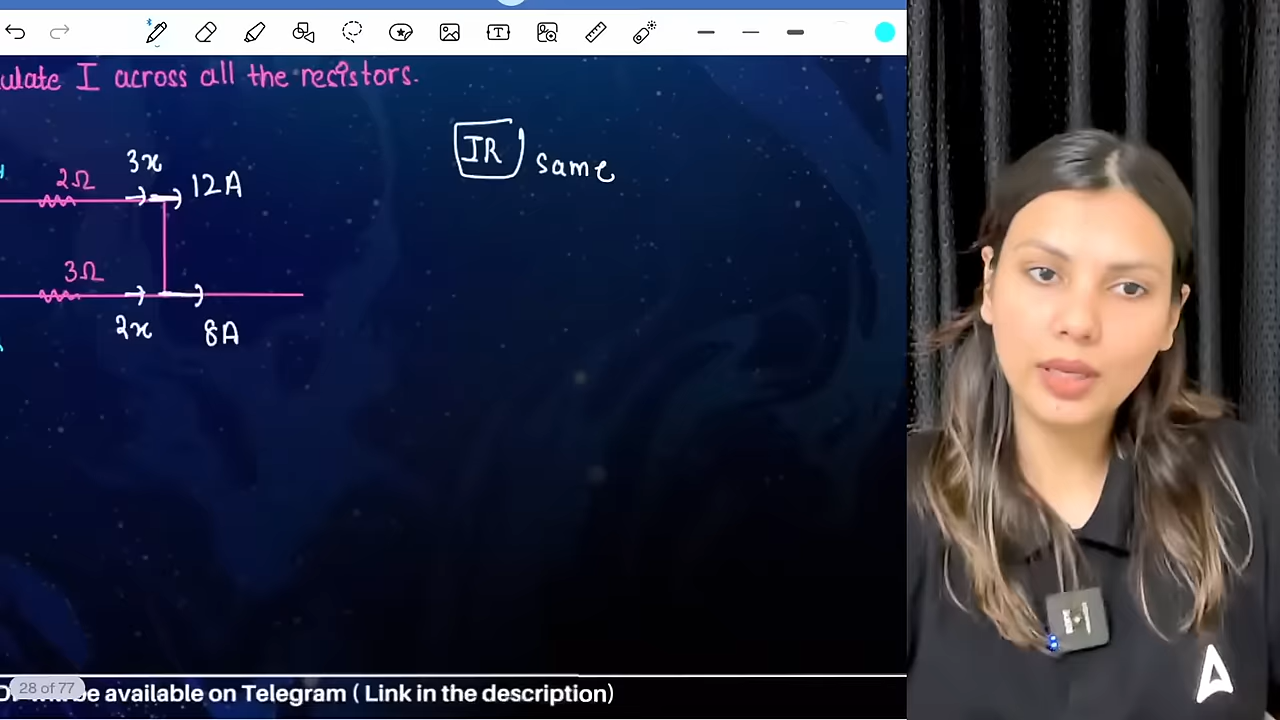 ulate I across all the resistors.
IR same
3x
2Ω
12A
3Ω
2x
8A
28 of 77
be available on Telegram ( Link in the description)